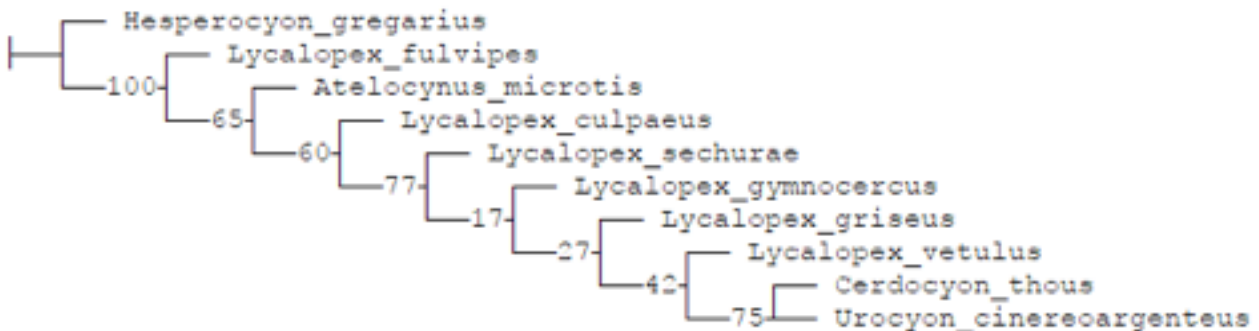 Hesperocyon_gregarius
Lycalopex_fulvipes
100
Atelocynus_microtis
65
Lycalopex_culpaeus
60
Lycalopex_sechurae
77
Lycalopex_gymnocercus
17
Lycalopex_griseus
27
Lycalopex_vetulus
42
Cerdocyon_thous
75
Urocyon_cinereoargenteus